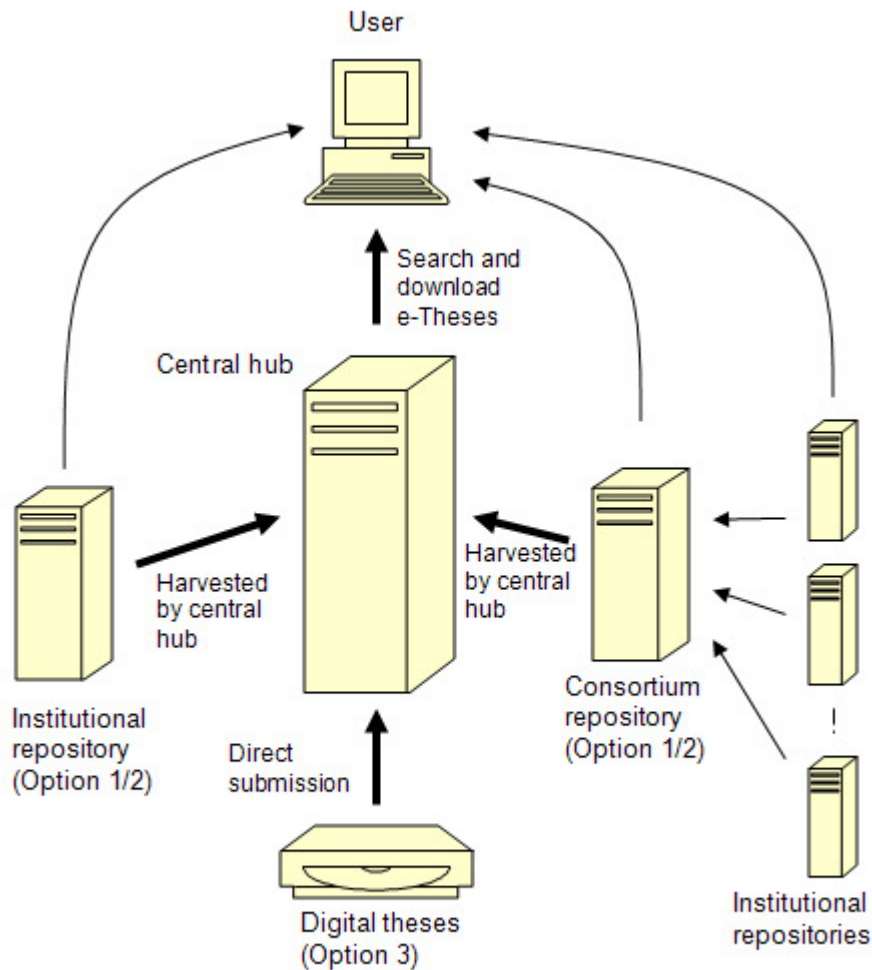 User
Search and
download
e-Theses
Central hub
Harvested
by central
hub
Harvested
by central
hub
Institutional
repository
(Option 1/2)
Consortium
repository
(Option 1/2)
Direct
submission
Digital theses
(Option 3)
Institutional
repositories